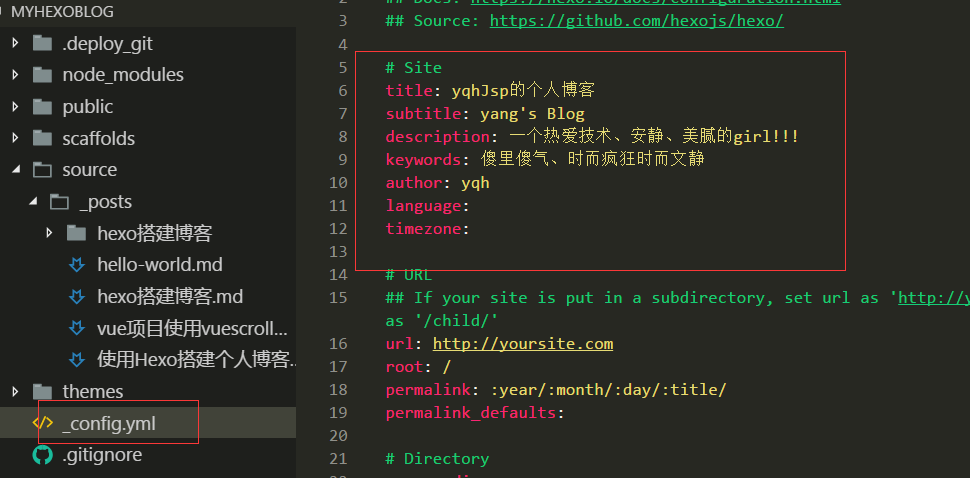 MYHEXOBLOG
.deploy_git
node_modules
public
scaffolds
source
_posts
hexo搭建博客
hello-world.md
hexo搭建博客.md
vue项目使用vuescroll...
使用Hexo搭建个人博客...
themes
_config.yml
.gitignore
2 ## Docs: https://hexo.io/docs/configuration.html
3 ## Source: https://github.com/hexojs/hexo/
4
5 # Site
6 title: yqhJsp的个人博客
7 subtitle: yang's Blog
8 description: 一个热爱技术、安静、美腻的girl!!!
9 keywords: 傻里傻气、时而疯狂时而文静
10 author: yqh
11 language:
12 timezone:
13
14 # URL
15 ## If your site is put in a subdirectory, set url as 'http://y
as '/child/'
16 url: http://yoursite.com
17 root: /
18 permalink: :year/:month/:day/:title/
19 permalink_defaults:
20
21 # Directory